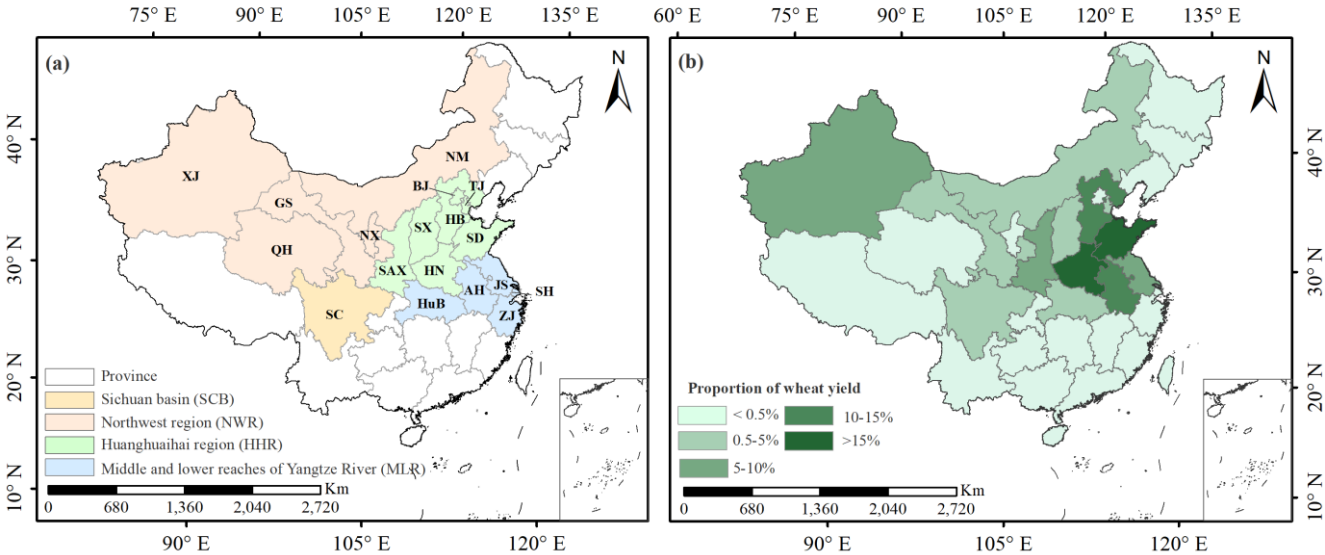 75° E 90° E 105° E 120° E 135° E
(a)
N
40° N
30° N
20° N
10° N
XJ
NM
GS
BJ
TJ
HB
SX
NX
QH
SD
SAX
HN
JS
SH
AH
HuB
ZJ
SC
Province
Sichuan basin (SCB)
Northwest region (NWR)
Huanghuaihai region (HHR)
Middle and lower reaches of Yangtze River (MLR)
Km
0 680 1,360 2,040 2,720
90° E 105° E 120° E
60° E 75° E 90° E 105° E 120° E 135° E
(b)
N
40° N
30° N
20° N
10° N
Proportion of wheat yield
< 0.5% 10-15%
0.5-5% >15%
5-10%
Km
0 680 1,360 2,040 2,720
90° E 105° E 120° E